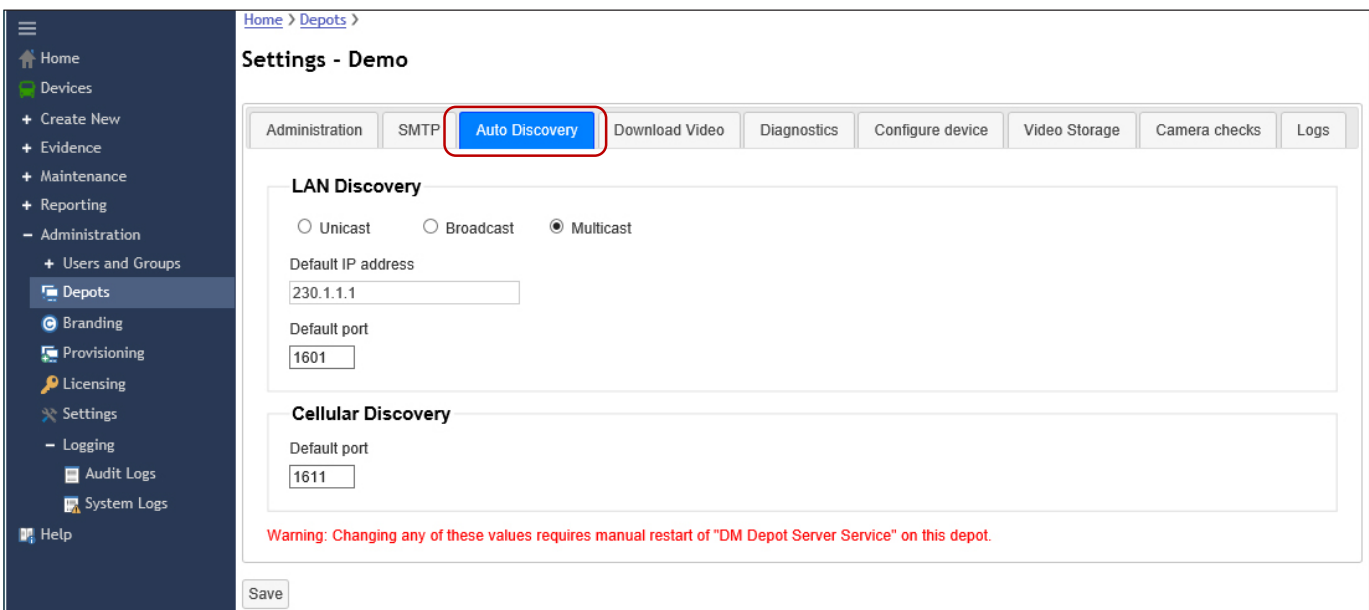 Home > Depots >
Settings - Demo
Home
Devices
+ Create New
+ Evidence
+ Maintenance
+ Reporting
– Administration
+ Users and Groups
Depots
Branding
Provisioning
Licensing
Settings
– Logging
Audit Logs
System Logs
Help
Administration SMTP Auto Discovery Download Video Diagnostics Configure device Video Storage Camera checks Logs
LAN Discovery
Unicast Broadcast Multicast
Default IP address
230.1.1.1
Default port
1601
Cellular Discovery
Default port
1611
Warning: Changing any of these values requires manual restart of "DM Depot Server Service" on this depot.
Save